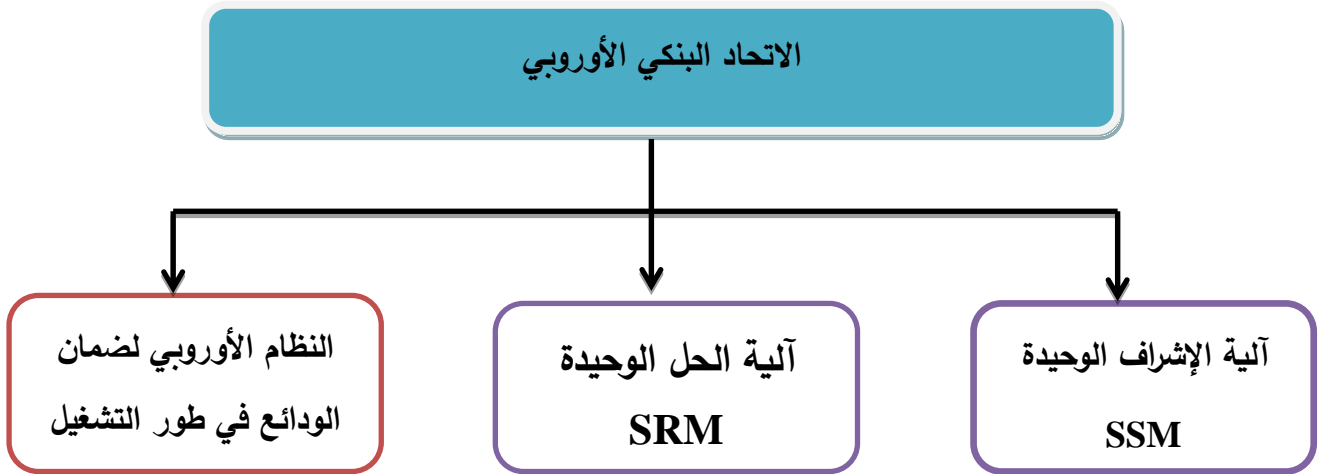 الاتحاد البنكي الأوروبي
آلية الإشراف الوحيدة
SSM
آلية الحل الوحيدة
SRM
النظام الأوروبي لضمان
الودائع في طور التشغيل